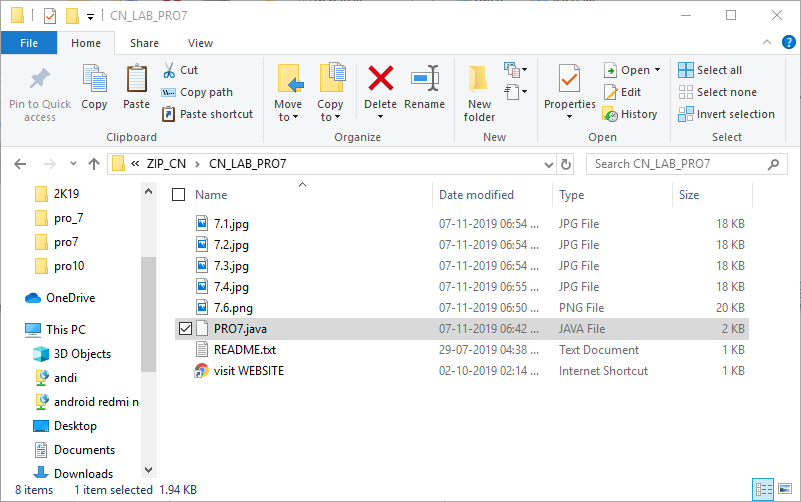 CN_LAB_PRO7
File Home Share View
Pin to Quick access
Copy
Paste
Cut
Copy path
Paste shortcut
Clipboard
Move to
Copy to
Delete
Rename
Organize
New folder
New
Properties
Open
Edit
History
Open
Select all
Select none
Invert selection
Select
« ZIP_CN > CN_LAB_PRO7
Search CN_LAB_PRO7
2K19
pro_7
pro7
pro10
OneDrive
This PC
3D Objects
andi
android redmi n
Desktop
Documents
Downloads
Name Date modified Type Size
7.1.jpg 07-11-2019 06:54 ... JPG File 18 KB
7.2.jpg 07-11-2019 06:54 ... JPG File 18 KB
7.3.jpg 07-11-2019 06:54 ... JPG File 18 KB
7.4.jpg 07-11-2019 06:55 ... JPG File 18 KB
7.6.png 07-11-2019 06:50 ... PNG File 20 KB
PRO7.java 07-11-2019 06:42 ... JAVA File 2 KB
README.txt 29-07-2019 04:38 ... Text Document 1 KB
visit WEBSITE 02-10-2019 02:14 ... Internet Shortcut 1 KB
8 items 1 item selected 1.94 KB